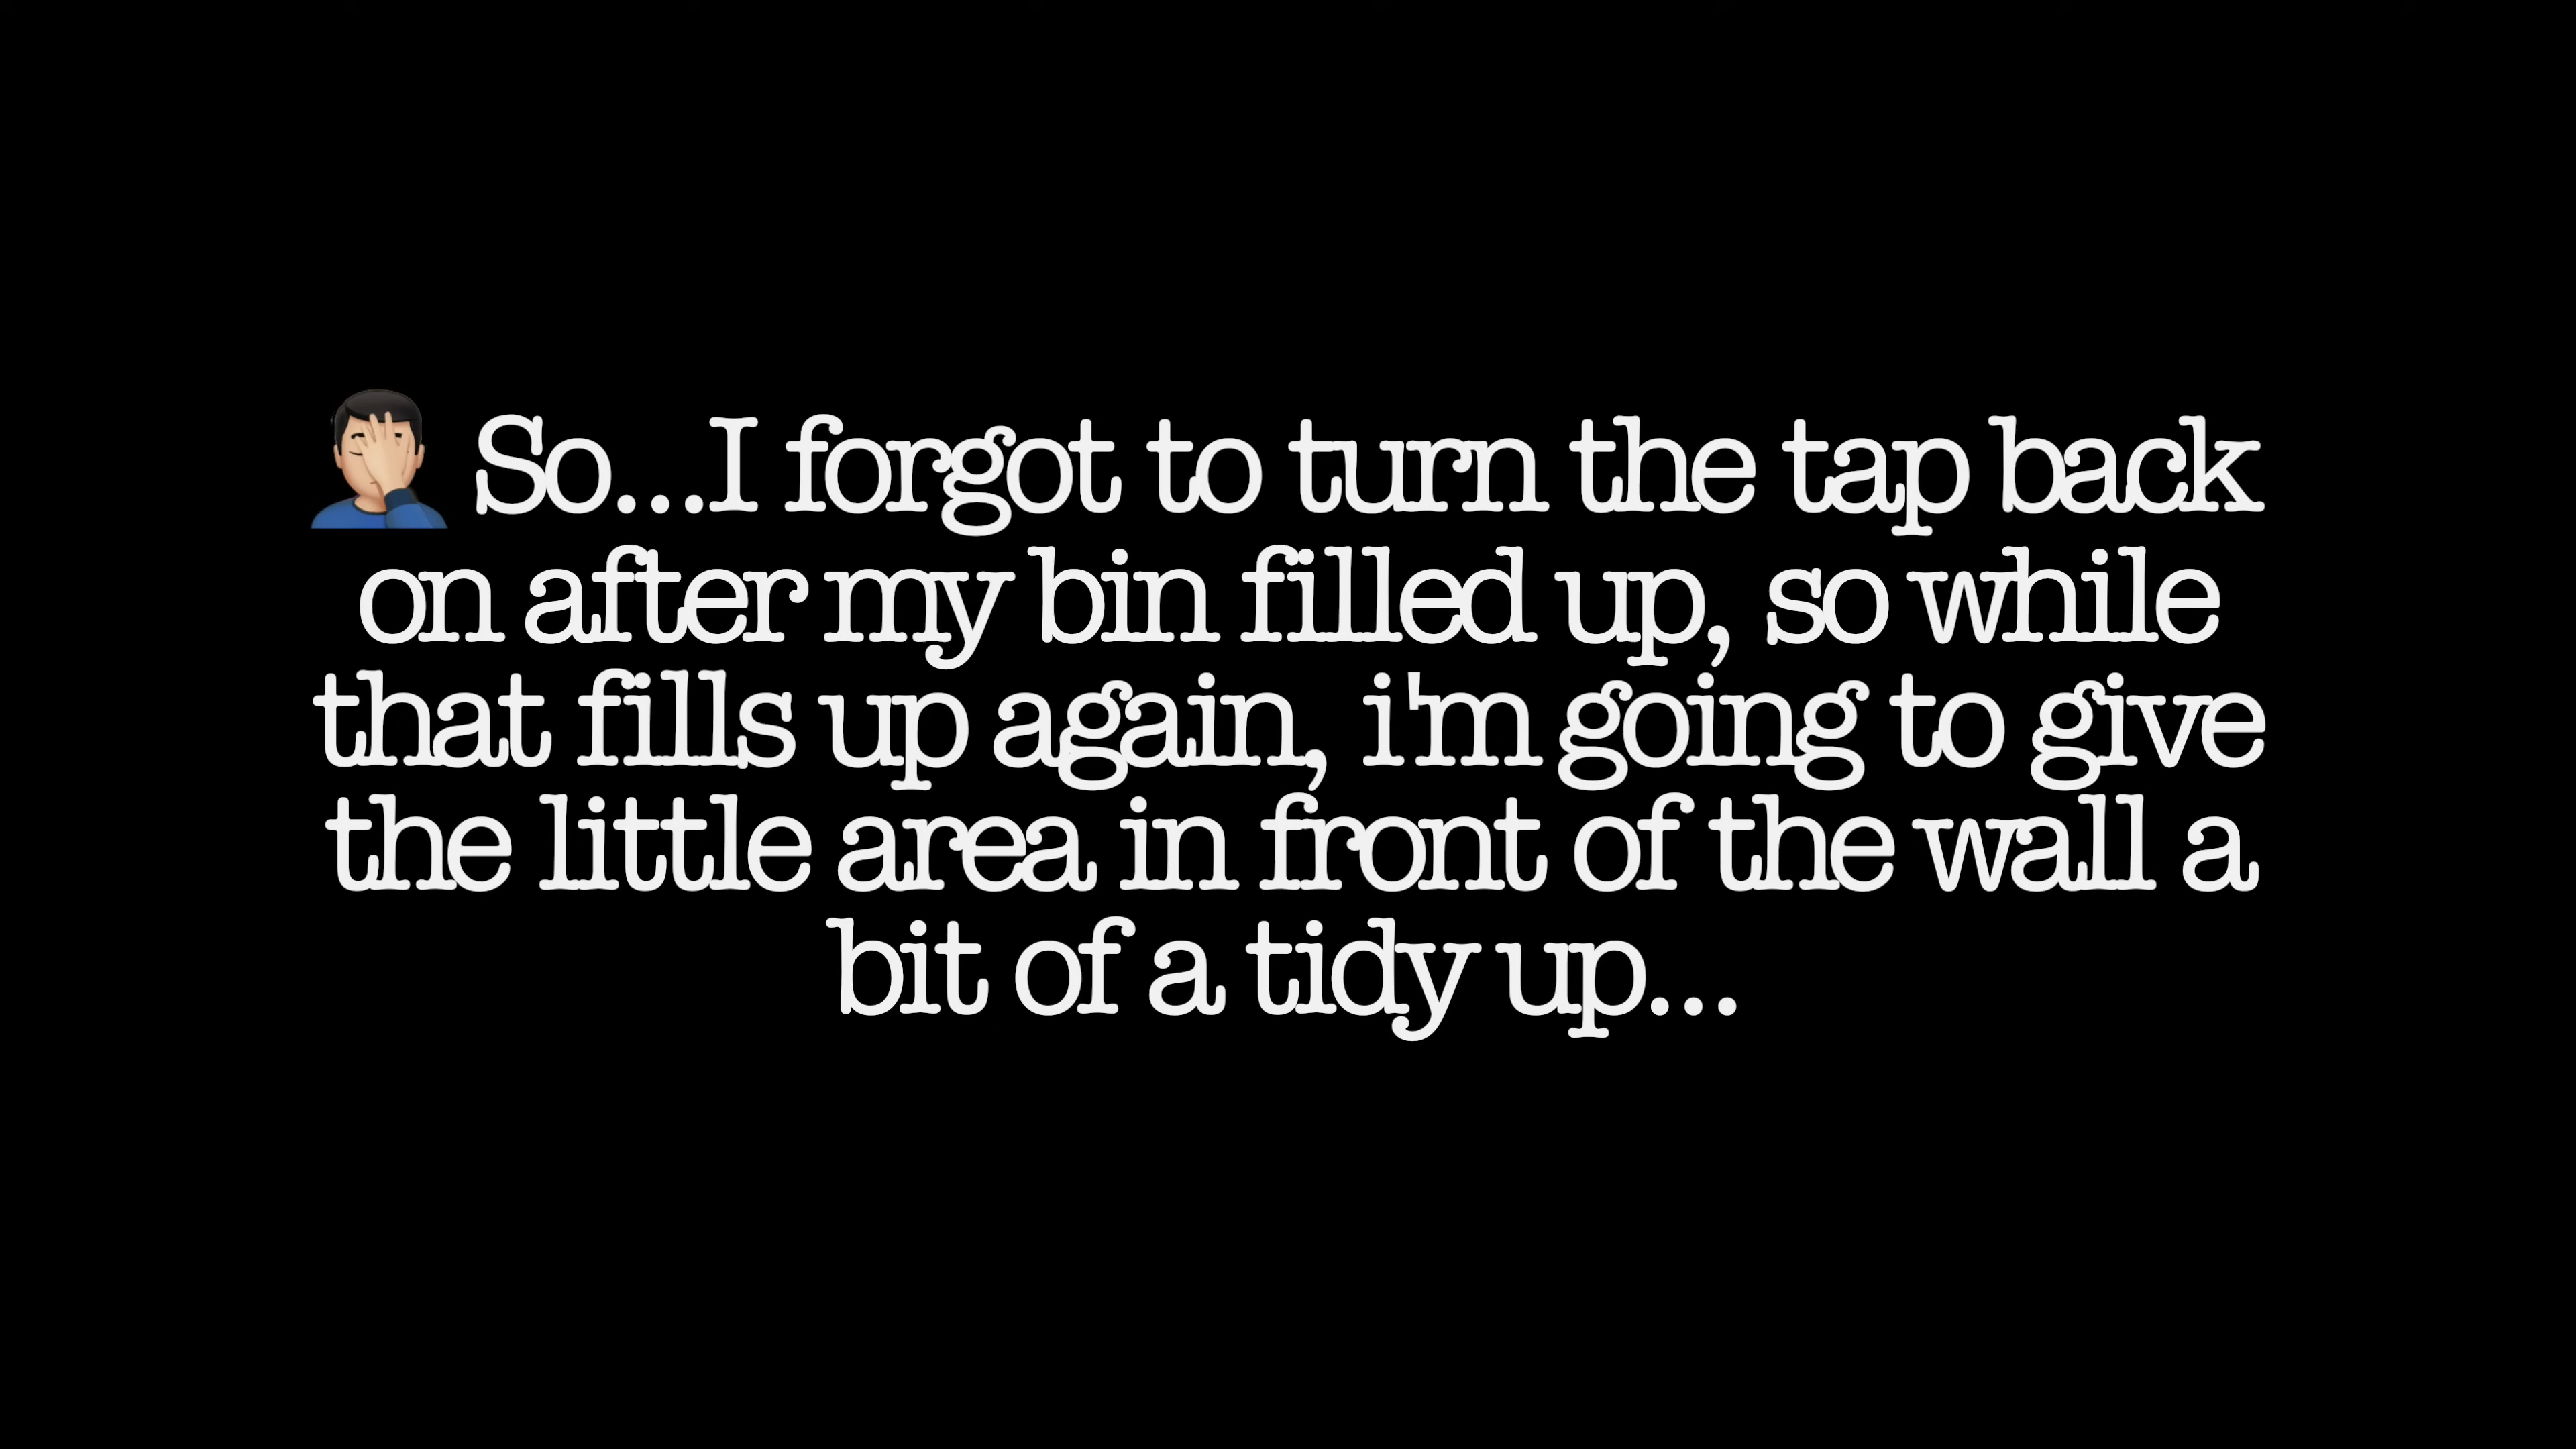 🤦🏻‍♂️ So...I forgot to turn the tap back
on after my bin filled up, so while
that fills up again, i'm going to give
the little area in front of the wall a
bit of a tidy up...